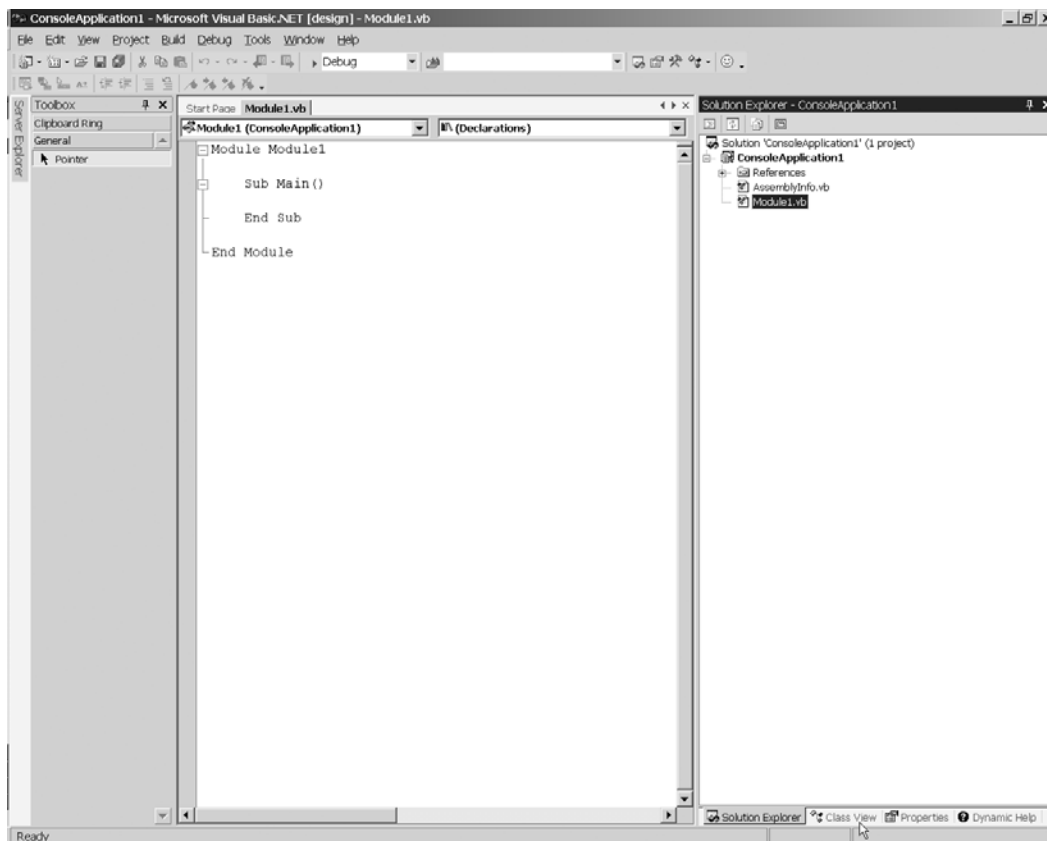 ConsoleApplication1 - Microsoft Visual Basic.NET [design] - Module1.vb
File Edit View Project Build Debug Tools Window Help
Debug
Server Explorer
Toolbox
Clipboard Ring
General
Pointer
Start Page Module1.vb
Module1 (ConsoleApplication1)
(Declarations)
Module Module1
Sub Main()
End Sub
End Module
Solution Explorer - ConsoleApplication1
Solution 'ConsoleApplication1' (1 project)
ConsoleApplication1
References
AssemblyInfo.vb
Module1.vb
Solution Explorer Class View Properties Dynamic Help
Ready